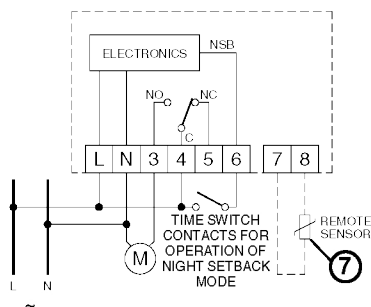 ELECTRONICS
NSB
NO
NC
C
L N 3 4 5 6 7 8
TIME SWITCH
CONTACTS FOR
OPERATION OF
NIGHT SETBACK
MODE
REMOTE
SENSOR
M
7
L N
~